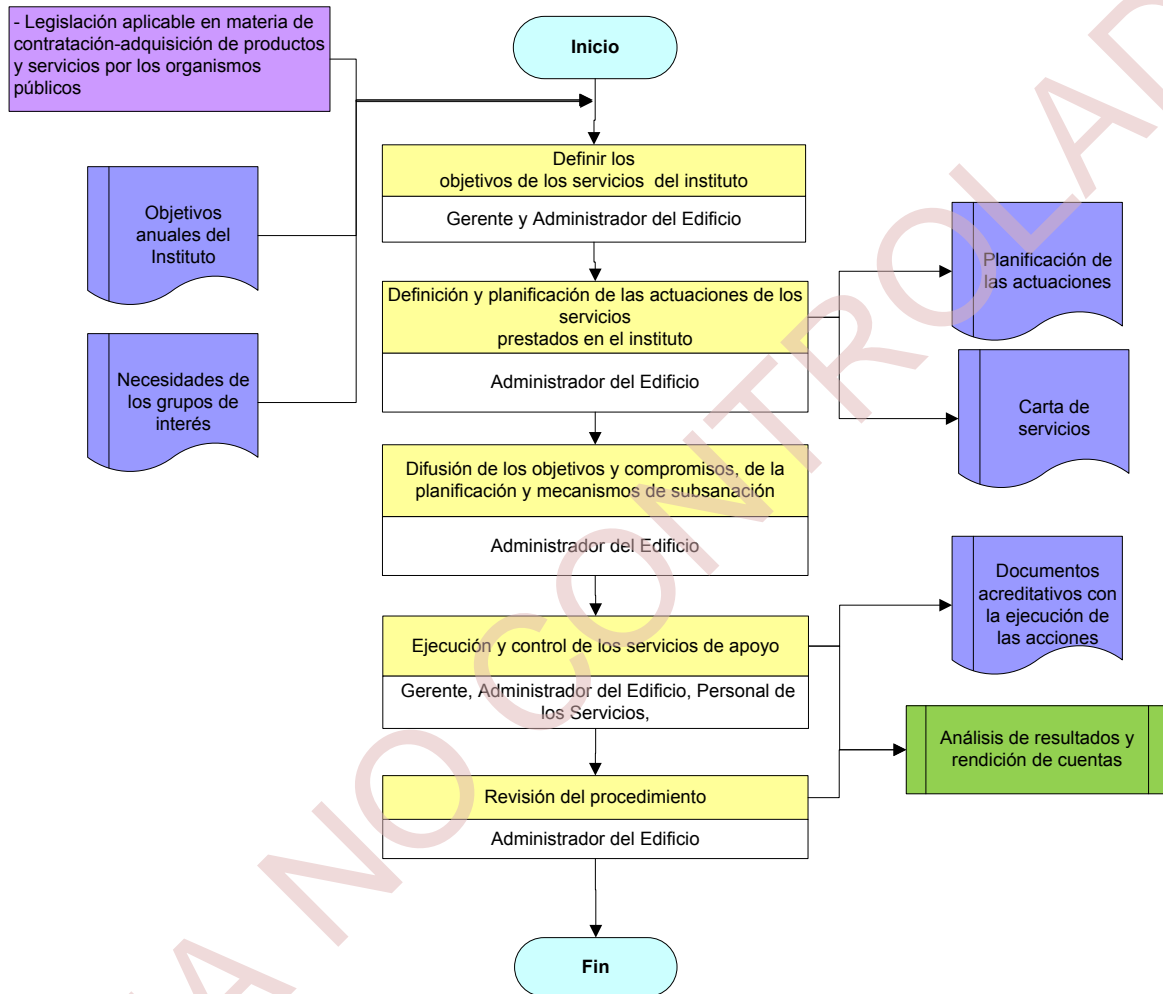 - Legislación aplicable en materia de
contratación-adquisición de productos
y servicios por los organismos
públicos
Inicio
Definir los
objetivos de los servicios del instituto
Gerente y Administrador del Edificio
Objetivos
anuales del
Instituto
Planificación de
las actuaciones
Definición y planificación de las actuaciones de los
servicios
prestados en el instituto
Administrador del Edificio
Necesidades de
los grupos de
interés
Carta de
servicios
Difusión de los objetivos y compromisos, de la
planificación y mecanismos de subsanación
Administrador del Edificio
Documentos
acreditativos con
la ejecución de
las acciones
Ejecución y control de los servicios de apoyo
Gerente, Administrador del Edificio, Personal de
los Servicios,
Análisis de resultados y
rendición de cuentas
Revisión del procedimiento
Administrador del Edificio
Fin
A NO CONTROLAD